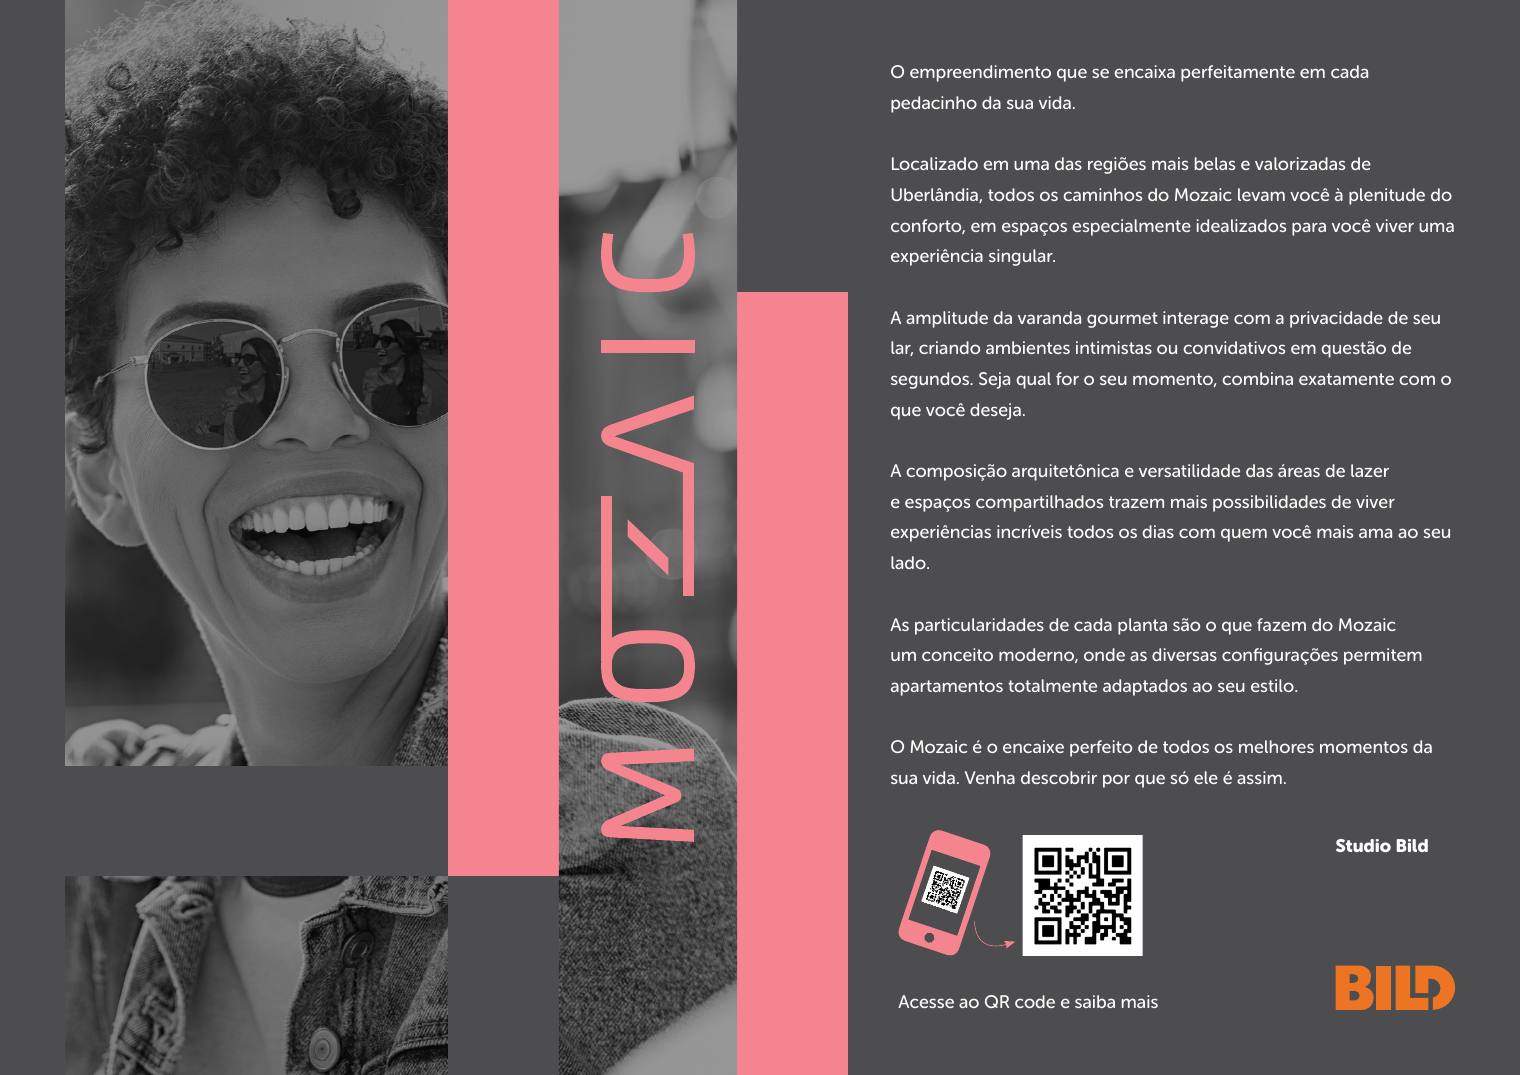 MOZAIC
O empreendimento que se encaixa perfeitamente em cada
pedacinho da sua vida.
Localizado em uma das regiões mais belas e valorizadas de
Uberlândia, todos os caminhos do Mozaic levam você à plenitude do
conforto, em espaços especialmente idealizados para você viver uma
experiência singular.
A amplitude da varanda gourmet interage com a privacidade de seu
lar, criando ambientes intimistas ou convidativos em questão de
segundos. Seja qual for o seu momento, combina exatamente com o
que você deseja.
A composição arquitetônica e versatilidade das áreas de lazer
e espaços compartilhados trazem mais possibilidades de viver
experiências incríveis todos os dias com quem você mais ama ao seu
lado.
As particularidades de cada planta são o que fazem do Mozaic
um conceito moderno, onde as diversas configurações permitem
apartamentos totalmente adaptados ao seu estilo.
O Mozaic é o encaixe perfeito de todos os melhores momentos da
sua vida. Venha descobrir por que só ele é assim.
Studio Bild
Acesse ao QR code e saiba mais
BILD